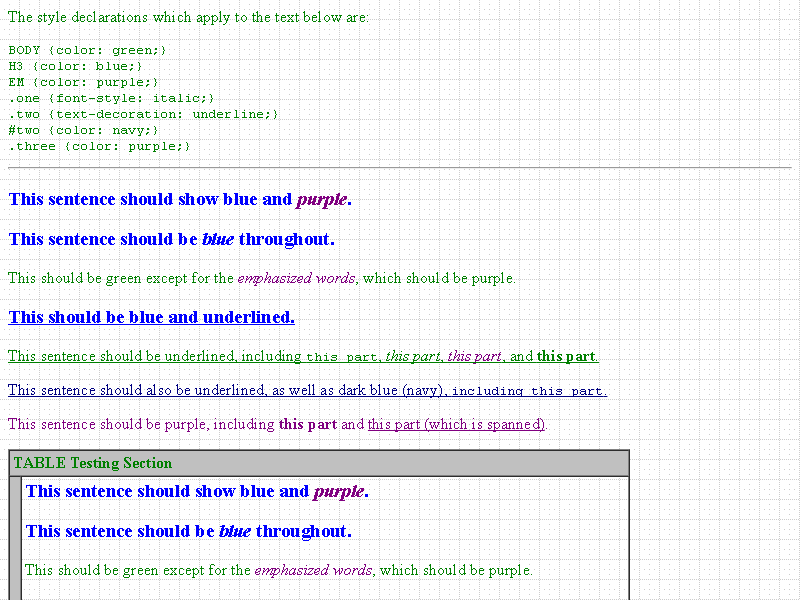 The style declarations which apply to the text below are:
BODY {color: green;}
H3 {color: blue;}
EM {color: purple;}
.one {font-style: italic;}
.two {text-decoration: underline;}
#two {color: navy;}
.three {color: purple;}
This sentence should show blue and purple.
This sentence should be blue throughout.
This should be green except for the emphasized words, which should be purple.
This should be blue and underlined.
This sentence should be underlined, including this part, this part, this part, and this part.
This sentence should also be underlined, as well as dark blue (navy), including this part.
This sentence should be purple, including this part and this part (which is spanned).
TABLE Testing Section
This sentence should show blue and purple.
This sentence should be blue throughout.
This should be green except for the emphasized words, which should be purple.